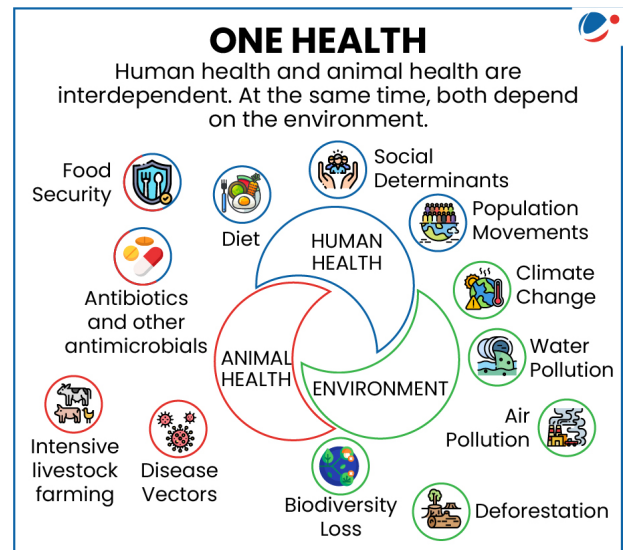 ONE HEALTH
Human health and animal health are
interdependent. At the same time, both depend
on the environment.
Food
Security
Diet
Social
Determinants
Population
Movements
HUMAN
HEALTH
Climate
Change
Antibiotics
and other
antimicrobials
ANIMAL
HEALTH
ENVIRONMENT
Water
Pollution
Air
Pollution
Intensive
livestock
farming
Disease
Vectors
Biodiversity
Loss
Deforestation